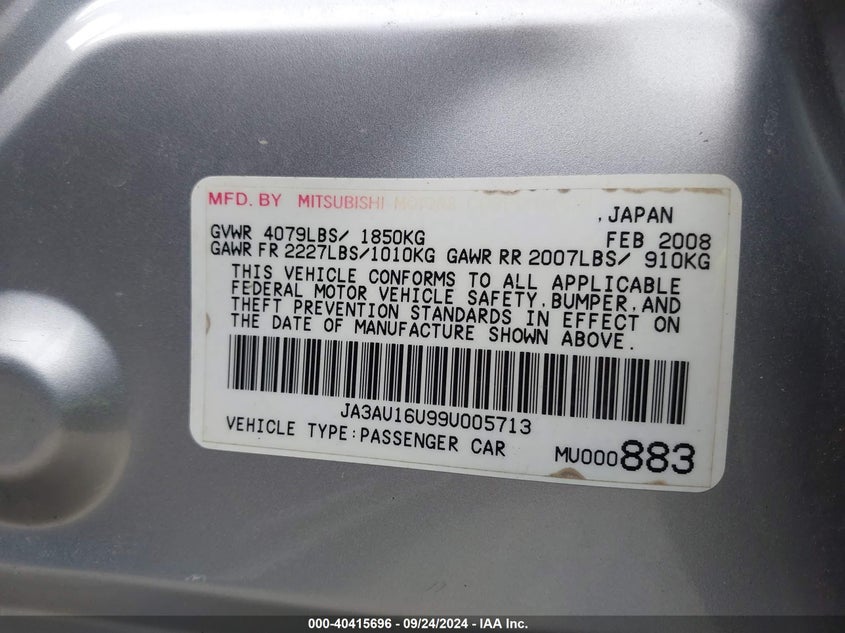 MFD. BY MITSUBISHI MOTORS , JAPAN
GVWR 4079LBS/ 1850KG FEB 2008
GAWR FR 2227LBS/1010KG GAWR RR 2007LBS/ 910KG
THIS VEHICLE CONFORMS TO ALL APPLICABLE
FEDERAL MOTOR VEHICLE SAFETY, BUMPER, AND
THEFT PREVENTION STANDARDS IN EFFECT ON
THE DATE OF MANUFACTURE SHOWN ABOVE.
JA3AU16U99U005713
VEHICLE TYPE:PASSENGER CAR MU000883
000-40415696 - 09/24/2024 - IAA Inc.